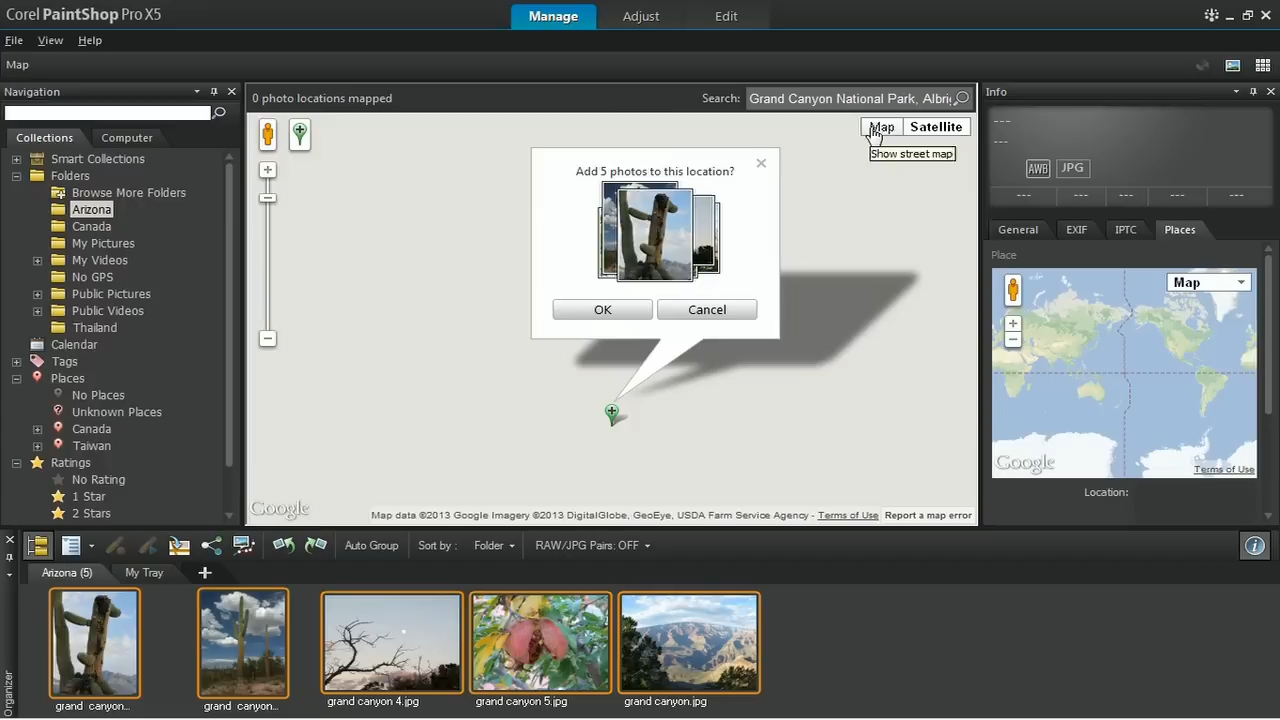 Corel PaintShop Pro X5
Manage
Adjust
Edit
File View Help
Map
Navigation
Collections
Computer
Smart Collections
Folders
Browse More Folders
Arizona
Canada
My Pictures
My Videos
No GPS
Public Pictures
Public Videos
Thailand
Calendar
Tags
Places
No Places
Unknown Places
Canada
Taiwan
Ratings
No Rating
1 Star
2 Stars
0 photo locations mapped
Search:
Grand Canyon National Park, Albri
Map
Satellite
Show street map
Add 5 photos to this location?
OK
Cancel
Google
Map data ©2013 Google Imagery ©2013 DigitalGlobe, GeoEye, USDA Farm Service Agency - Terms of Use
Report a map error
Info
---
---
AWB
JPG
--- --- --- --- ---
General
EXIF
IPTC
Places
Place
Map
Google
Terms of Use
Location:
Auto Group
Sort by :
Folder
RAW/JPG Pairs: OFF
Arizona (5)
My Tray
Organizer
grand canyon...
grand canyon...
grand canyon 4.jpg
grand canyon 5.jpg
grand canyon.jpg